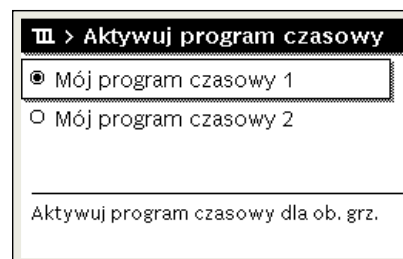 > Aktywuj program czasowy
Mój program czasowy 1
Mój program czasowy 2
Aktywuj program czasowy dla ob. grz.